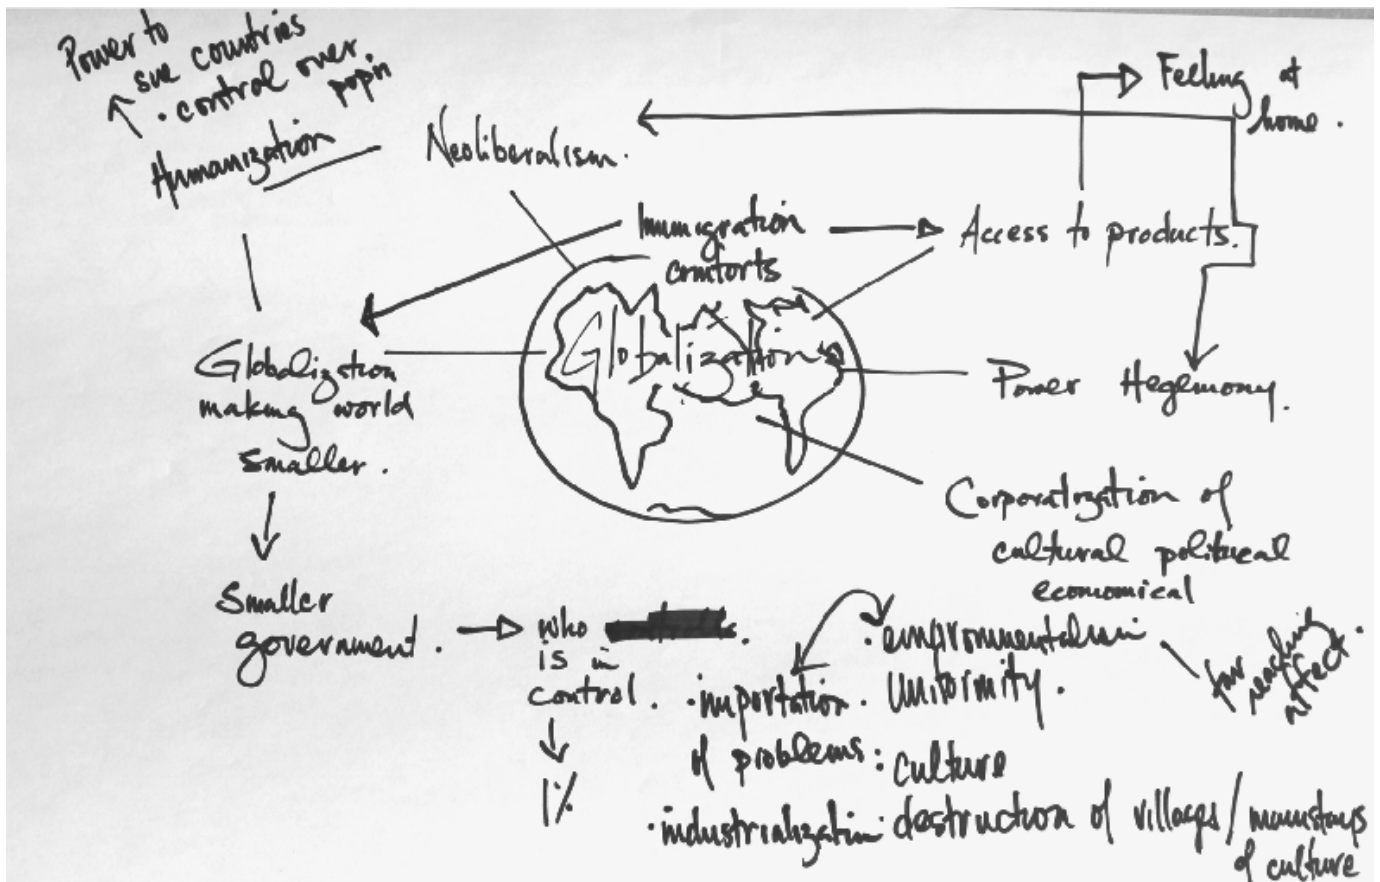 Power to
sue countries
· control over
pop'n
Humanization
Neoliberalism.
Feeling at
home.
Immigration
comforts
Access to products.
Globalization
Globalization
making world
smaller.
Power Hegemony.
Corporatization of
cultural political
economical
Smaller
government.
who
is in
control.
1%
· environmentalism
far reaching
affect.
· importation
of problems
· Uniformity.
: culture
· industrialization
· destruction of villages / mainstays
of culture